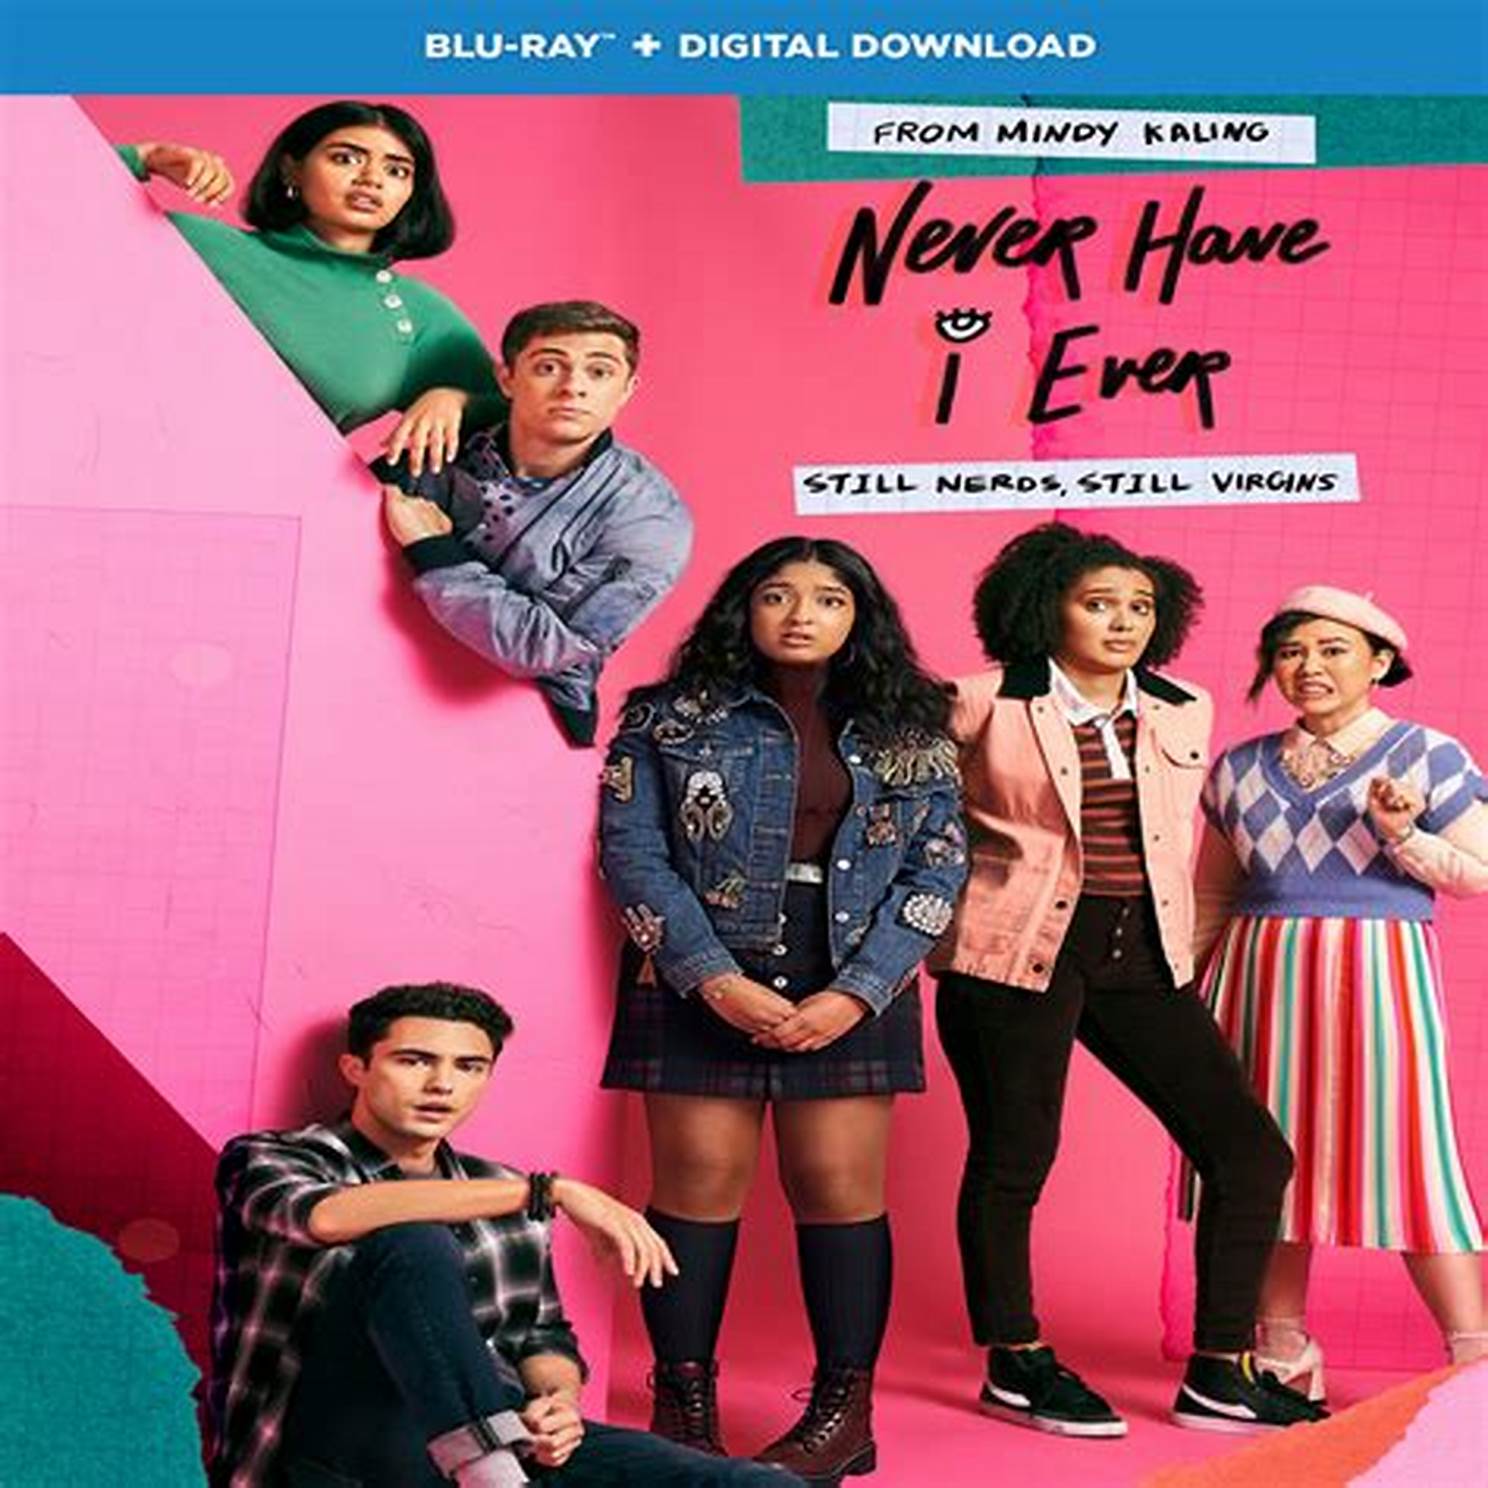 BLU-RAY™ + DIGITAL DOWNLOAD
FROM MINDY KALING
Never Have
i Ever
STILL NERDS, STILL VIRGINS